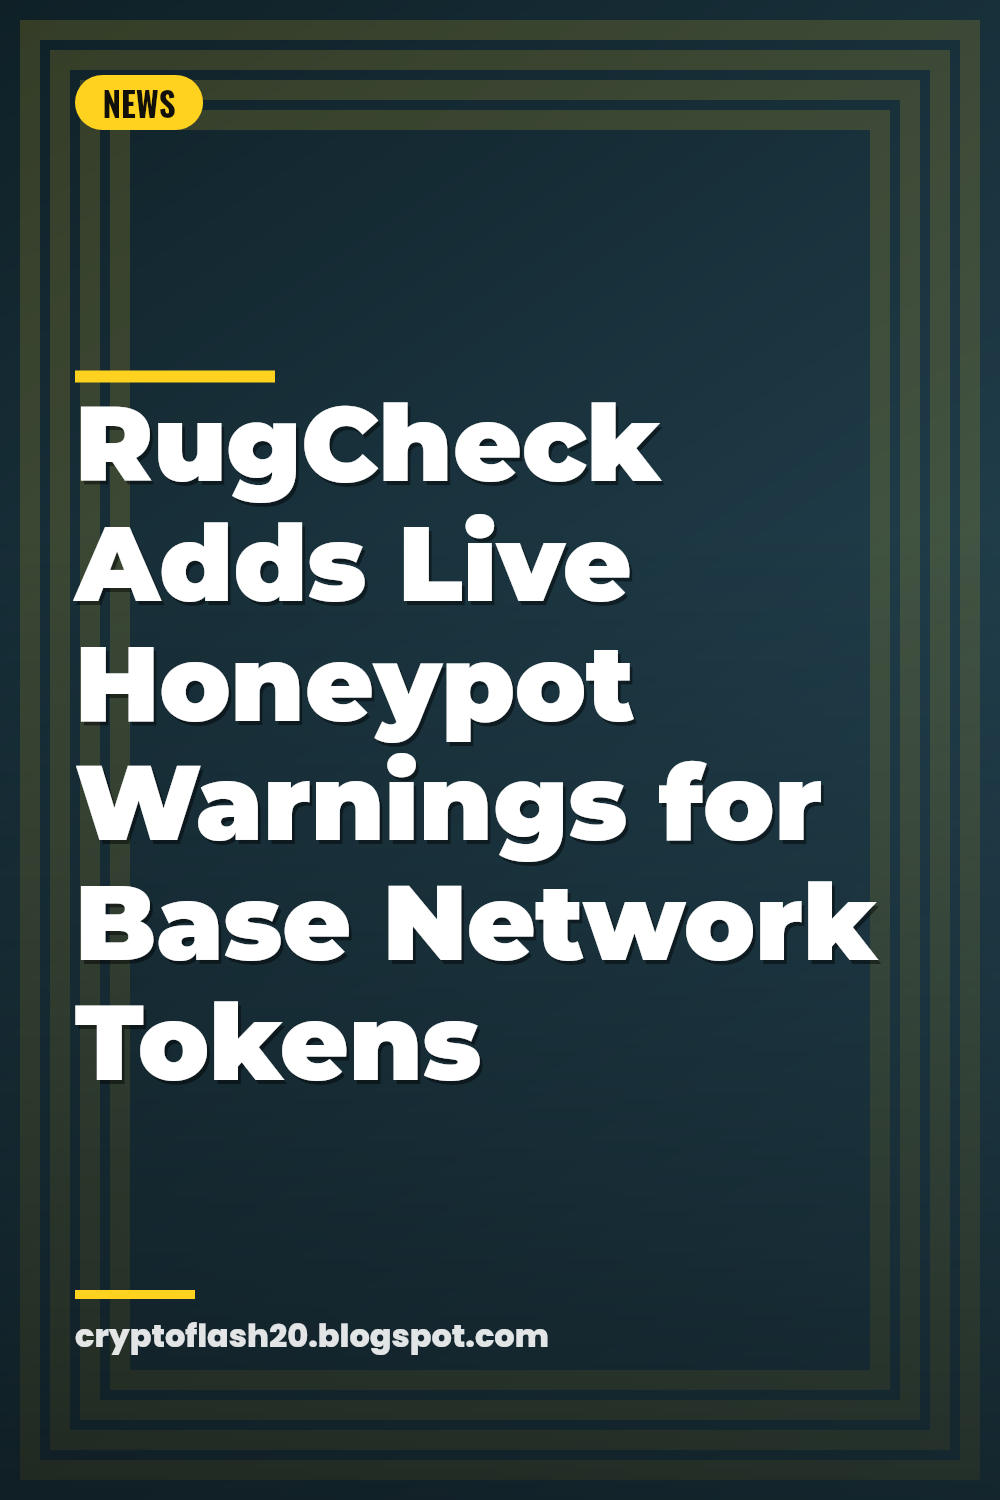 NEWS
RugCheck
Adds Live
Honeypot
Warnings for
Base Network
Tokens
cryptoflash20.blogspot.com